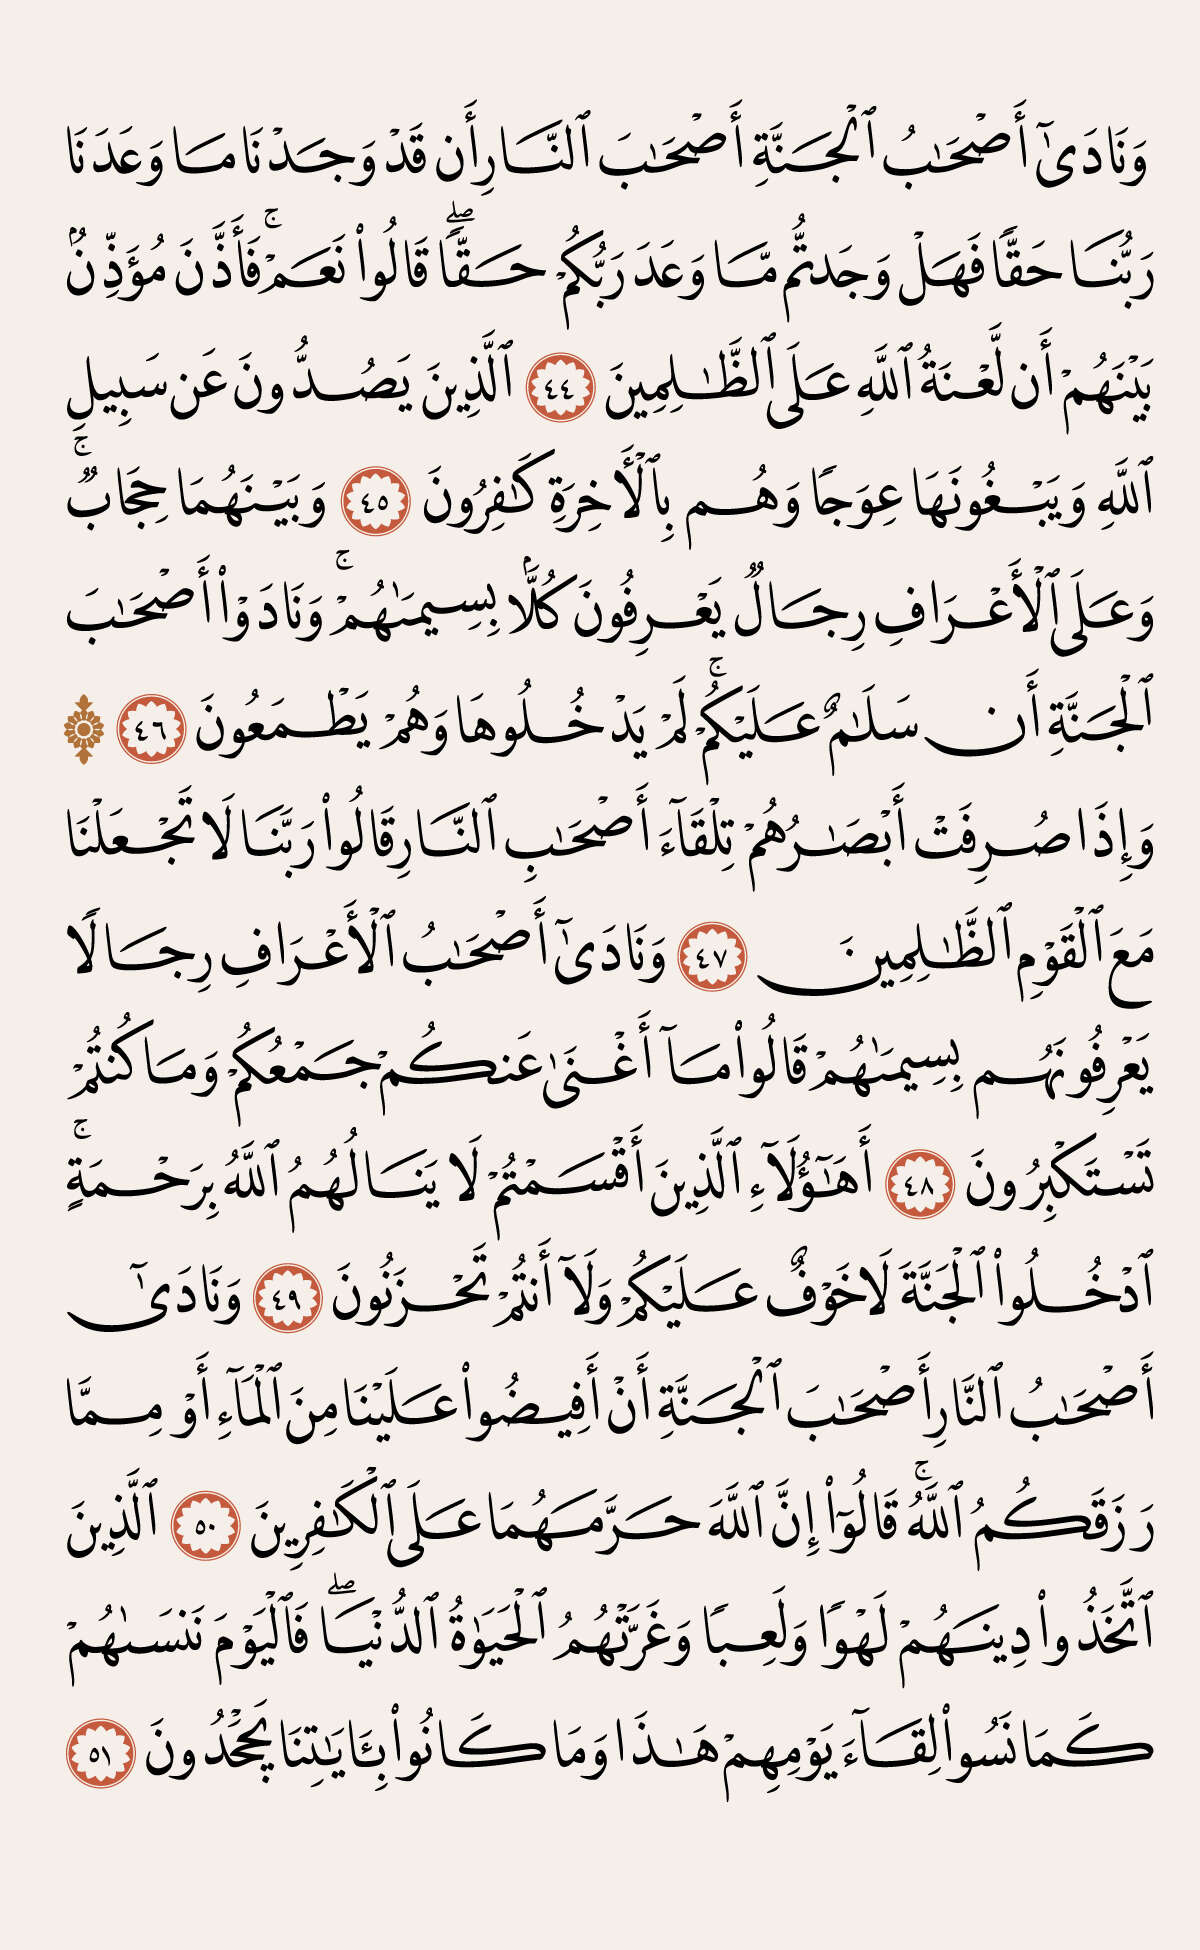 وَنَادَىٰٓ أَصْحَٰبُ ٱلْجَنَّةِ أَصْحَٰبَ ٱلنَّارِ أَن قَدْ وَجَدْنَا مَا وَعَدَنَا
رَبُّنَا حَقًّا فَهَلْ وَجَدتُّم مَّا وَعَدَ رَبُّكُمْ حَقًّاۖ قَالُوا۟ نَعَمْۚ فَأَذَّنَ مُؤَذِّنٌۢ
بَيْنَهُمْ أَن لَّعْنَةُ ٱللَّهِ عَلَى ٱلظَّٰلِمِينَ ٤٤ ٱلَّذِينَ يَصُدُّونَ عَن سَبِيلِ
ٱللَّهِ وَيَبْغُونَهَا عِوَجًا وَهُم بِٱلْأَخِرَةِ كَٰفِرُونَ ٤٥ وَبَيْنَهُمَا حِجَابٌۚ
وَعَلَى ٱلْأَعْرَافِ رِجَالٌ يَعْرِفُونَ كُلًّۢا بِسِيمَىٰهُمْۚ وَنَادَوْا۟ أَصْحَٰبَ
ٱلْجَنَّةِ أَن سَلَٰمٌ عَلَيْكُمْۚ لَمْ يَدْخُلُوهَا وَهُمْ يَطْمَعُونَ ٤٦
وَإِذَا صُرِفَتْ أَبْصَٰرُهُمْ تِلْقَآءَ أَصْحَٰبِ ٱلنَّارِ قَالُوا۟ رَبَّنَا لَا تَجْعَلْنَا
مَعَ ٱلْقَوْمِ ٱلظَّٰلِمِينَ ٤٧ وَنَادَىٰٓ أَصْحَٰبُ ٱلْأَعْرَافِ رِجَالًا
يَعْرِفُونَهُم بِسِيمَىٰهُمْ قَالُوا۟ مَآ أَغْنَىٰ عَنكُمْ جَمْعُكُمْ وَمَا كُنتُمْ
تَسْتَكْبِرُونَ ٤٨ أَهَٰٓؤُلَآءِ ٱلَّذِينَ أَقْسَمْتُمْ لَا يَنَالُهُمُ ٱللَّهُ بِرَحْمَةٍۚ
ٱدْخُلُوا۟ ٱلْجَنَّةَ لَا خَوْفٌ عَلَيْكُمْ وَلَآ أَنتُمْ تَحْزَنُونَ ٤٩ وَنَادَىٰٓ
أَصْحَٰبُ ٱلنَّارِ أَصْحَٰبَ ٱلْجَنَّةِ أَنْ أَفِيضُوا۟ عَلَيْنَا مِنَ ٱلْمَآءِ أَوْ مِمَّا
رَزَقَكُمُ ٱللَّهُۚ قَالُوٓا۟ إِنَّ ٱللَّهَ حَرَّمَهُمَا عَلَى ٱلْكَٰفِرِينَ ٥٠ ٱلَّذِينَ
ٱتَّخَذُوا۟ دِينَهُمْ لَهْوًا وَلَعِبًا وَغَرَّتْهُمُ ٱلْحَيَوٰةُ ٱلدُّنْيَاۖ فَٱلْيَوْمَ نَنسَىٰهُمْ
كَمَا نَسُوا۟ لِقَآءَ يَوْمِهِمْ هَٰذَا وَمَا كَانُوا۟ بِـَٔايَٰتِنَا يَجْحَدُونَ ٥١